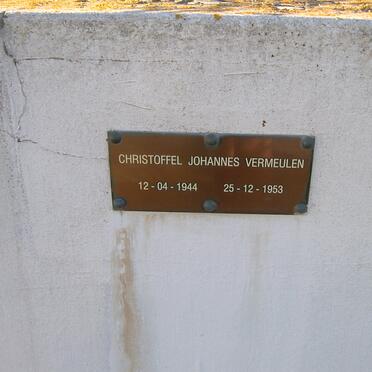 CHRISTOFFEL JOHANNES VERMEULEN
12 - 04 - 1944 25 - 12 - 1953